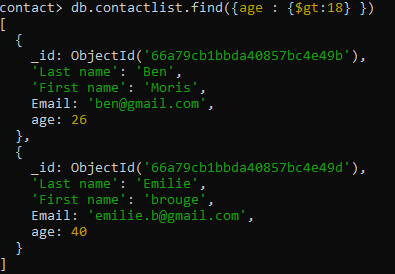 contact> db.contactlist.find({age : {$gt:18} })
[
  {
    _id: ObjectId('66a79cb1bbda40857bc4e49b'),
    'Last name': 'Ben',
    'First name': 'Moris',
    Email: 'ben@gmail.com',
    age: 26
  },
  {
    _id: ObjectId('66a79cb1bbda40857bc4e49d'),
    'Last name': 'Emilie',
    'First name': 'brouge',
    Email: 'emilie.b@gmail.com',
    age: 40
  }
]